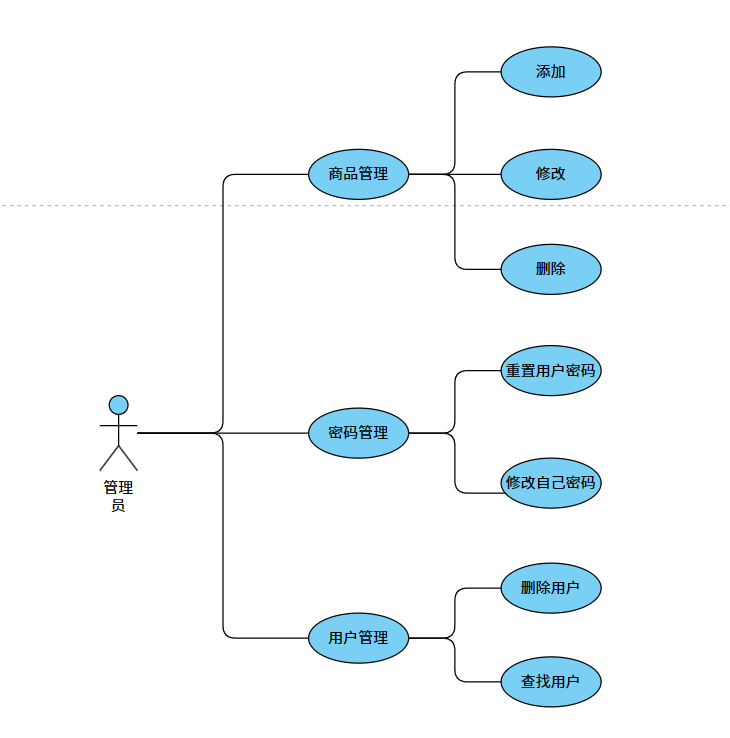 添加
商品管理
修改
删除
重置用户密码
管理
员
密码管理
修改自己密码
删除用户
用户管理
查找用户